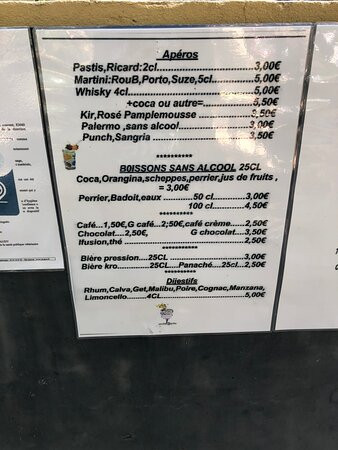 Apéros
Pastis,Ricard:2cl..........................3,00€
Martini:RouB,Porto,Suze,5cl...............5,00€
Whisky 4cl.................................5,00€
+coca ou autre=....................5,50€
Kir,Rosé Pamplemousse ...............3,50€
Palermo ,sans alcool....................2,50€
Punch,Sangria ............................3,50€
**********
B0ISSONS SANS ALCOOL 25CL
Coca,Orangina,scheppes,perrier,jus de fruits ,
= 3,00€
Perrier,Badoit,eaux 50 cl............3,00€
100 cl............4,50€
**********
Café...1,50€,G café...2,50€,café crème.........2,50€
Chocolat....2,50€, G chocolat............3,50€
Ifusion,thé ..............................2,50€
**********
Bière pression.....25CL .....................3,00€
Bière kro............25CL.....Panaché ....25cl...2,50€
**********
Diiestifs
Rhum,Calva,Get,Malibu,Poire,Cognac,Manzana,
Limoncello..........4CL .........................5,00€